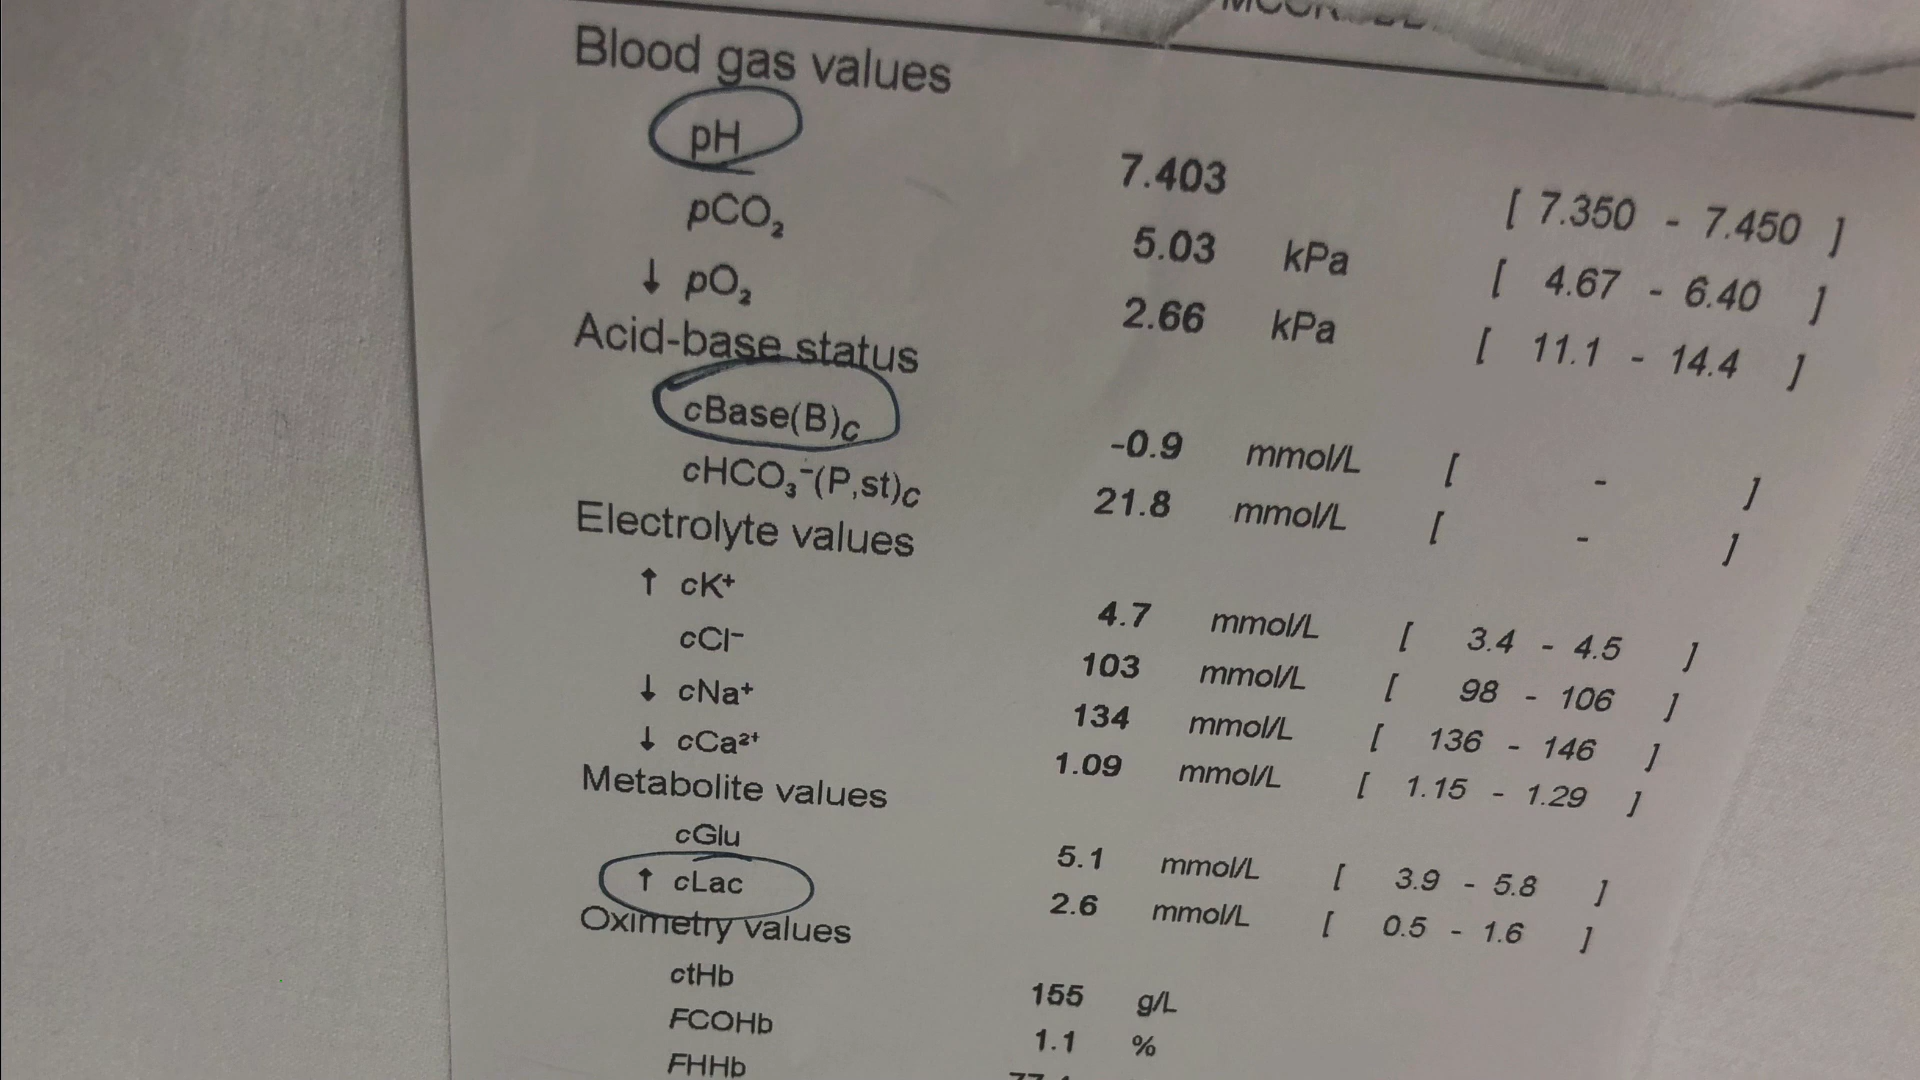 Blood gas values
pH 7.403 [ 7.350 - 7.450 ]
pCO₂ 5.03 kPa [ 4.67 - 6.40 ]
↓ pO₂ 2.66 kPa [ 11.1 - 14.4 ]
Acid-base status
cBase(B)c -0.9 mmol/L [ - ]
cHCO₃⁻(P,st)c 21.8 mmol/L [ - ]
Electrolyte values
↑ cK⁺ 4.7 mmol/L [ 3.4 - 4.5 ]
cCl⁻ 103 mmol/L [ 98 - 106 ]
↓ cNa⁺ 134 mmol/L [ 136 - 146 ]
↓ cCa²⁺ 1.09 mmol/L [ 1.15 - 1.29 ]
Metabolite values
cGlu 5.1 mmol/L [ 3.9 - 5.8 ]
↑ cLac 2.6 mmol/L [ 0.5 - 1.6 ]
Oximetry values
ctHb 155 g/L
FCOHb 1.1 %
FHHb